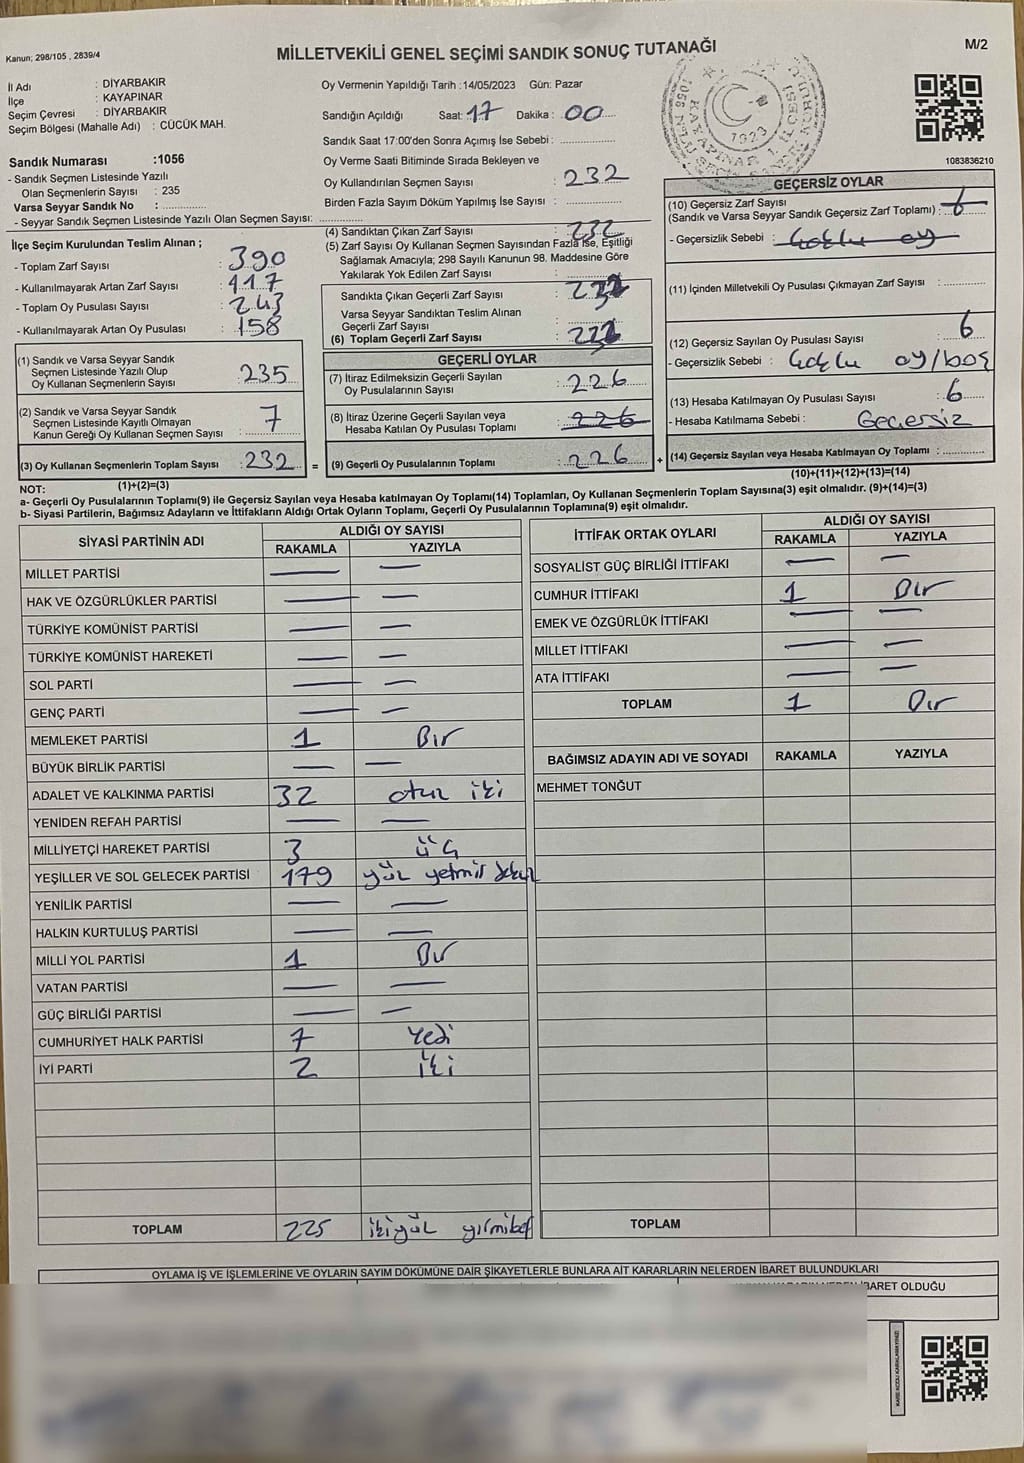 Kanun; 298/105 , 2839/4
MİLLETVEKİLİ GENEL SEÇİMİ SANDIK SONUÇ TUTANAĞI
M/2
İl Adı : DİYARBAKIR
İlçe : KAYAPINAR
Seçim Çevresi : DİYARBAKIR
Seçim Bölgesi (Mahalle Adı) : CÜCÜK MAH.
Sandık Numarası :1056
- Sandık Seçmen Listesinde Yazılı
Olan Seçmenlerin Sayısı : 235
Varsa Seyyar Sandık No :
- Seyyar Sandık Seçmen Listesinde Yazılı Olan Seçmen Sayısı:
İlçe Seçim Kurulundan Teslim Alınan ;
- Toplam Zarf Sayısı : 390
- Kullanılmayarak Artan Zarf Sayısı :
- Toplam Oy Pusulası Sayısı : 243
- Kullanılmayarak Artan Oy Pusulası : 158
(1) Sandık ve Varsa Seyyar Sandık
Seçmen Listesinde Yazılı Olup
Oy Kullanan Seçmenlerin Sayısı : 235
(2) Sandık ve Varsa Seyyar Sandık
Seçmen Listesinde Kayıtlı Olmayan
Kanun Gereği Oy Kullanan Seçmen Sayısı : 7
(3) Oy Kullanan Seçmenlerin Toplam Sayısı : 232 =
(1)+(2)=(3)
Oy Vermenin Yapıldığı Tarih :14/05/2023 Gün: Pazar
Sandığın Açıldığı Saat: 17 Dakika : 00
Sandık Saat 17:00'den Sonra Açımış İse Sebebi :
Oy Verme Saati Bitiminde Sırada Bekleyen ve
Oy Kullandırılan Seçmen Sayısı : 232
Birden Fazla Sayım Döküm Yapılmış İse Sayısı :
(4) Sandıktan Çıkan Zarf Sayısı : 232
(5) Zarf Sayısı Oy Kullanan Seçmen Sayısından Fazla İse, Eşitliği
Sağlamak Amacıyla; 298 Sayılı Kanunun 98. Maddesine Göre
Yakılarak Yok Edilen Zarf Sayısı :
Sandıkta Çıkan Geçerli Zarf Sayısı :
Varsa Seyyar Sandıktan Teslim Alınan
Geçerli Zarf Sayısı :
(6) Toplam Geçerli Zarf Sayısı :
GEÇERLİ OYLAR
(7) İtiraz Edilmeksizin Geçerli Sayılan
Oy Pusulalarının Sayısı : 226
(8) İtiraz Üzerine Geçerli Sayılan veya
Hesaba Katılan Oy Pusulası Toplamı : 226
(9) Geçerli Oy Pusulalarının Toplamı : 226 +
1056 NOLU
KAYAPINAR 1. İLÇESİ
1923
1083836210
GEÇERSİZ OYLAR
(10) Geçersiz Zarf Sayısı
(Sandık ve Varsa Seyyar Sandık Geçersiz Zarf Toplamı) : 6
- Geçersizlik Sebebi :
(11) İçinden Milletvekili Oy Pusulası Çıkmayan Zarf Sayısı :
(12) Geçersiz Sayılan Oy Pusulası Sayısı : 6
- Geçersizlik Sebebi : oy/boş
(13) Hesaba Katılmayan Oy Pusulası Sayısı : 6
- Hesaba Katılmama Sebebi : Geçersiz
(14) Geçersiz Sayılan veya Hesaba Katılmayan Oy Toplamı :
(10)+(11)+(12)+(13)=(14)
NOT:
a- Geçerli Oy Pusulalarının Toplamı(9) ile Geçersiz Sayılan veya Hesaba katılmayan Oy Toplamı(14) Toplamları, Oy Kullanan Seçmenlerin Toplam Sayısına(3) eşit olmalıdır. (9)+(14)=(3)
b- Siyasi Partilerin, Bağımsız Adayların ve İttifakların Aldığı Ortak Oyların Toplamı, Geçerli Oy Pusulalarının Toplamına(9) eşit olmalıdır.
SİYASİ PARTİNİN ADI ALDIĞI OY SAYISI
RAKAMLA YAZIYLA
MİLLET PARTİSİ — —
HAK VE ÖZGÜRLÜKLER PARTİSİ — —
TÜRKİYE KOMÜNİST PARTİSİ — —
TÜRKİYE KOMÜNİST HAREKETİ — —
SOL PARTİ — —
GENÇ PARTİ — —
MEMLEKET PARTİSİ 1 Bir
BÜYÜK BİRLİK PARTİSİ — —
ADALET VE KALKINMA PARTİSİ 32 otuz iki
YENİDEN REFAH PARTİSİ — —
MİLLİYETÇİ HAREKET PARTİSİ 3 üç
YEŞİLLER VE SOL GELECEK PARTİSİ 179 yüz yetmiş dokuz
YENİLİK PARTİSİ — —
HALKIN KURTULUŞ PARTİSİ — —
MİLLİ YOL PARTİSİ 1 Bir
VATAN PARTİSİ — —
GÜÇ BİRLİĞİ PARTİSİ — —
CUMHURİYET HALK PARTİSİ 7 Yedi
İYİ PARTİ 2 İki
TOPLAM 225 ikiyüz yirmibeş
İTTİFAK ORTAK OYLARI ALDIĞI OY SAYISI
RAKAMLA YAZIYLA
SOSYALİST GÜÇ BİRLİĞİ İTTİFAKI — —
CUMHUR İTTİFAKI 1 Bir
EMEK VE ÖZGÜRLÜK İTTİFAKI — —
MİLLET İTTİFAKI — —
ATA İTTİFAKI — —
TOPLAM 1 Bir
BAĞIMSIZ ADAYIN ADI VE SOYADI RAKAMLA YAZIYLA
MEHMET TONĞUT
TOPLAM
OYLAMA İŞ VE İŞLEMLERİNE VE OYLARIN SAYIM DÖKÜMÜNE DAİR ŞİKAYETLERLE BUNLARA AİT KARARLARIN NELERDEN İBARET BULUNDUKLARI
İBARET OLDUĞU